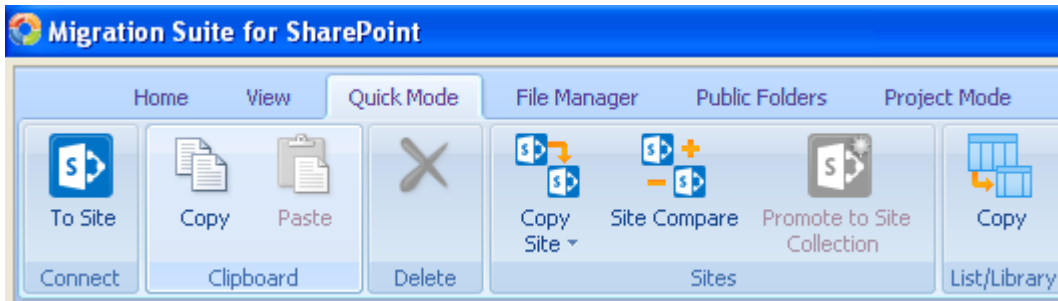 Migration Suite for SharePoint
Home View Quick Mode File Manager Public Folders Project Mode
To Site Copy Paste Copy Site Site Compare Promote to Site Collection Copy
Connect Clipboard Delete Sites List/Library